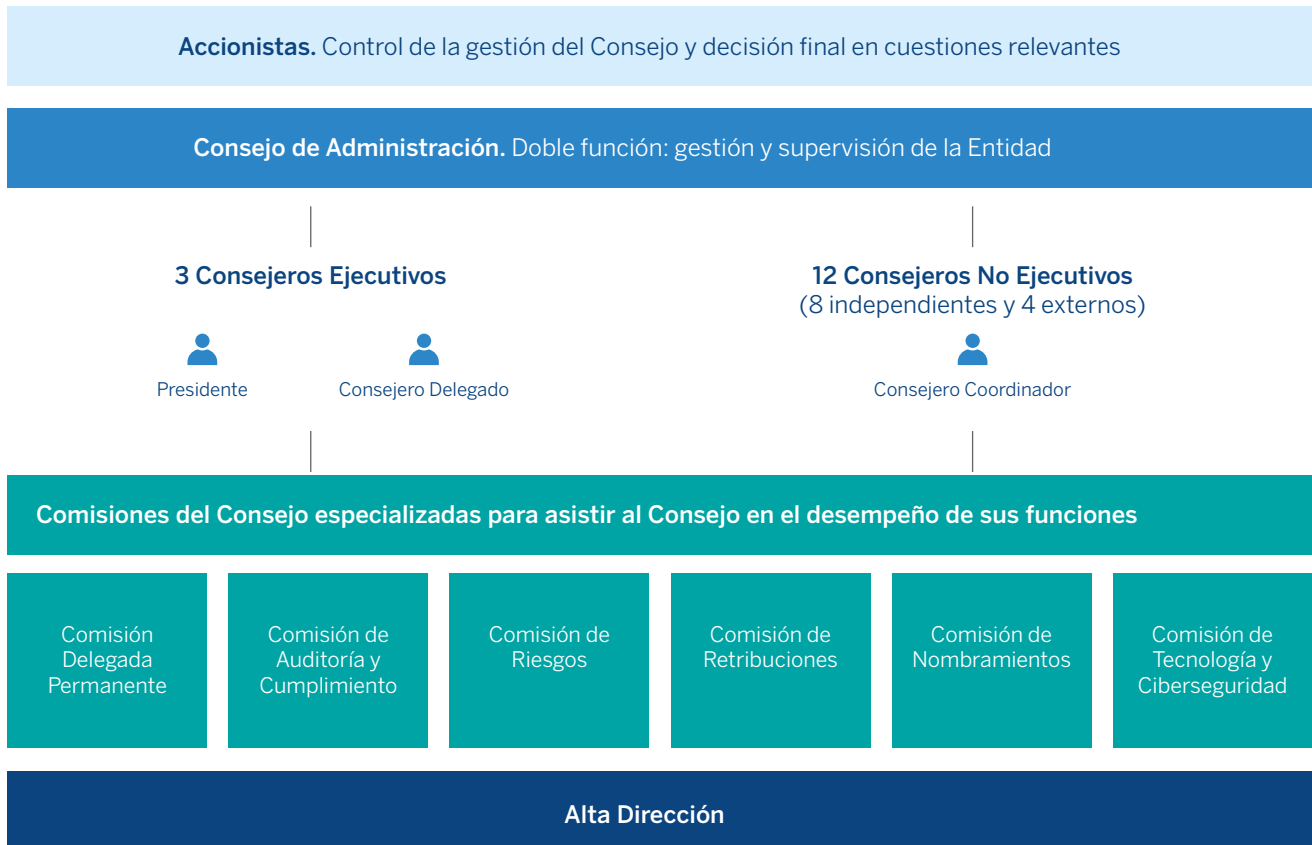 Accionistas. Control de la gestión del Consejo y decisión final en cuestiones relevantes
Consejo de Administración. Doble función: gestión y supervisión de la Entidad
3 Consejeros Ejecutivos
Presidente
Consejero Delegado
12 Consejeros No Ejecutivos
(8 independientes y 4 externos)
Consejero Coordinador
Comisiones del Consejo especializadas para asistir al Consejo en el desempeño de sus funciones
Comisión
Delegada
Permanente
Comisión de
Auditoría y
Cumplimiento
Comisión de
Riesgos
Comisión de
Retribuciones
Comisión de
Nombramientos
Comisión de
Tecnología y
Ciberseguridad
Alta Dirección